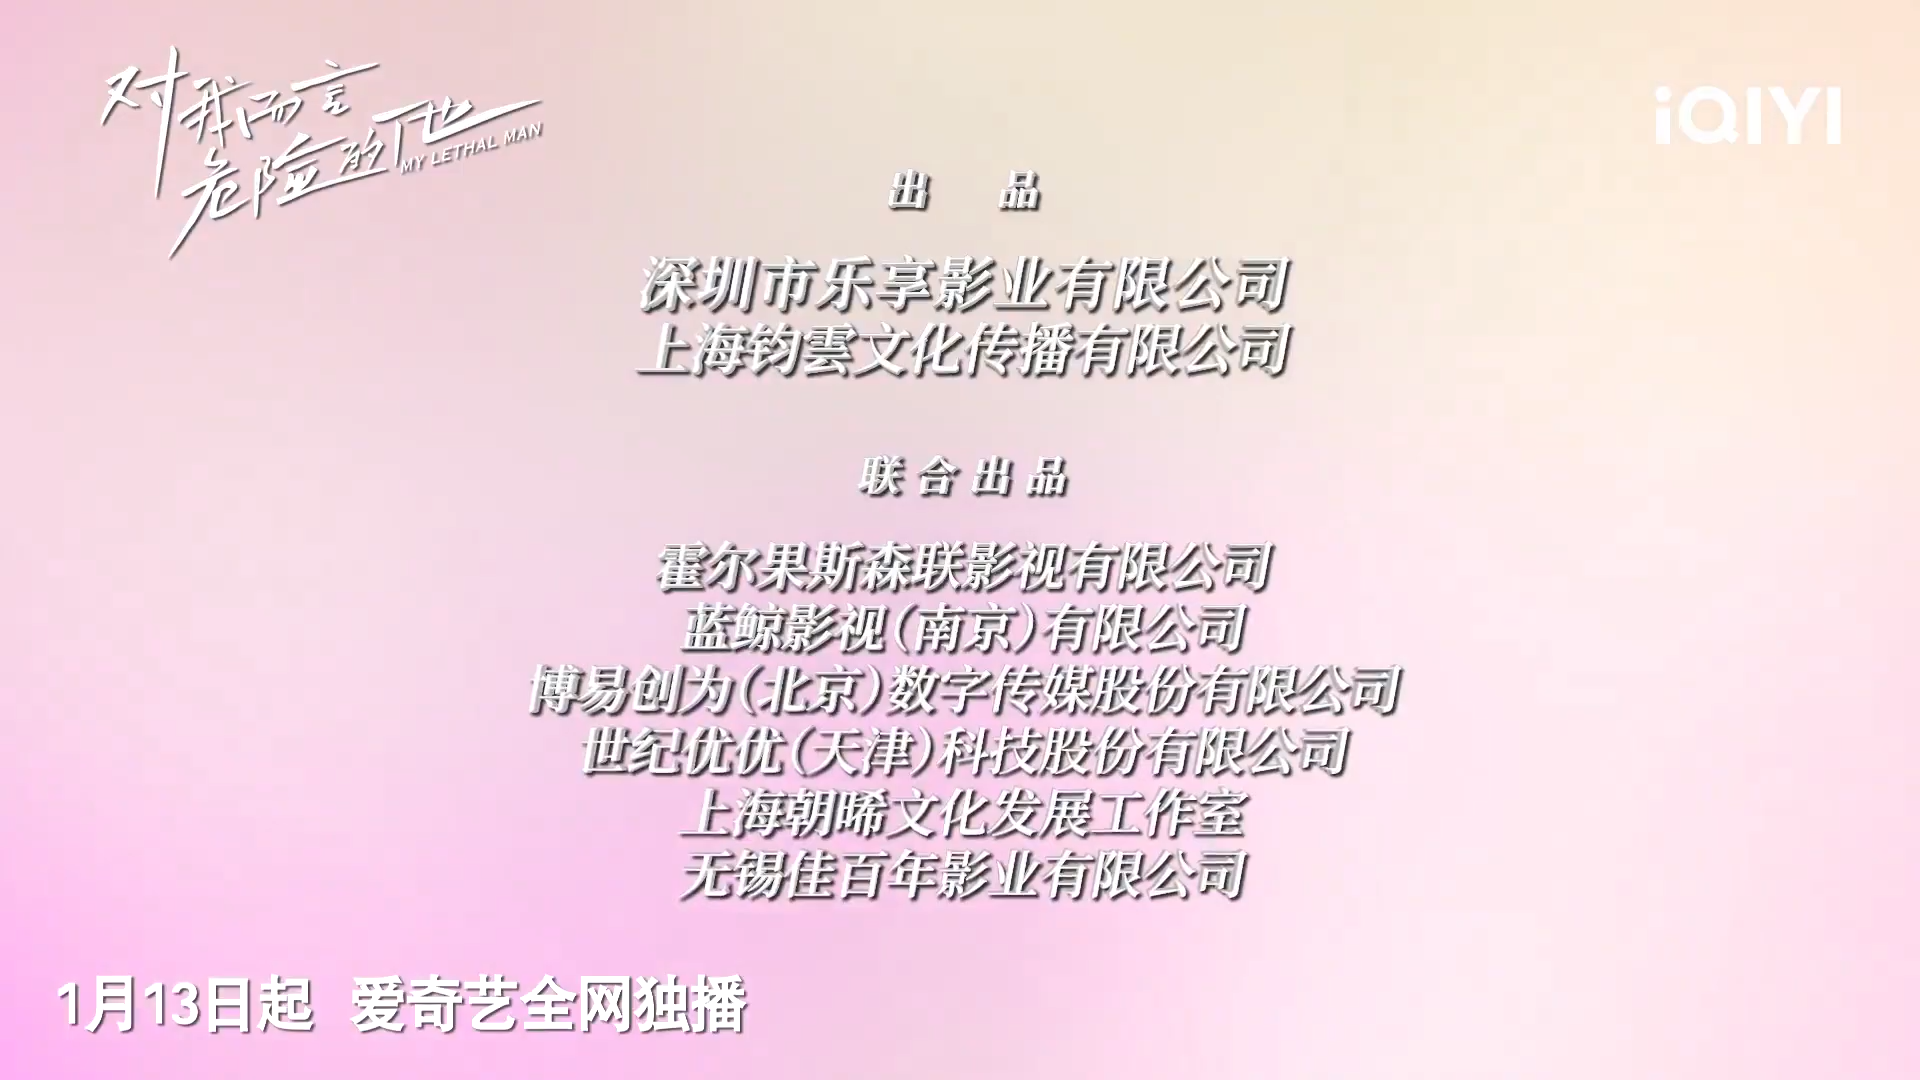 对我而言
危险的他
MY LETHAL MAN
iQIYI
出 品
深圳市乐享影业有限公司
上海钧雲文化传播有限公司
联合出品
霍尔果斯森联影视有限公司
蓝鲸影视(南京)有限公司
博易创为(北京)数字传媒股份有限公司
世纪优优(天津)科技股份有限公司
上海朝晞文化发展工作室
无锡佳百年影业有限公司
1月13日起 爱奇艺全网独播